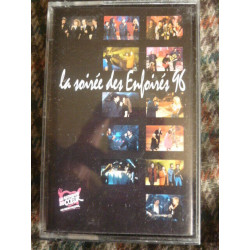 la soirée des Enfoirés 96